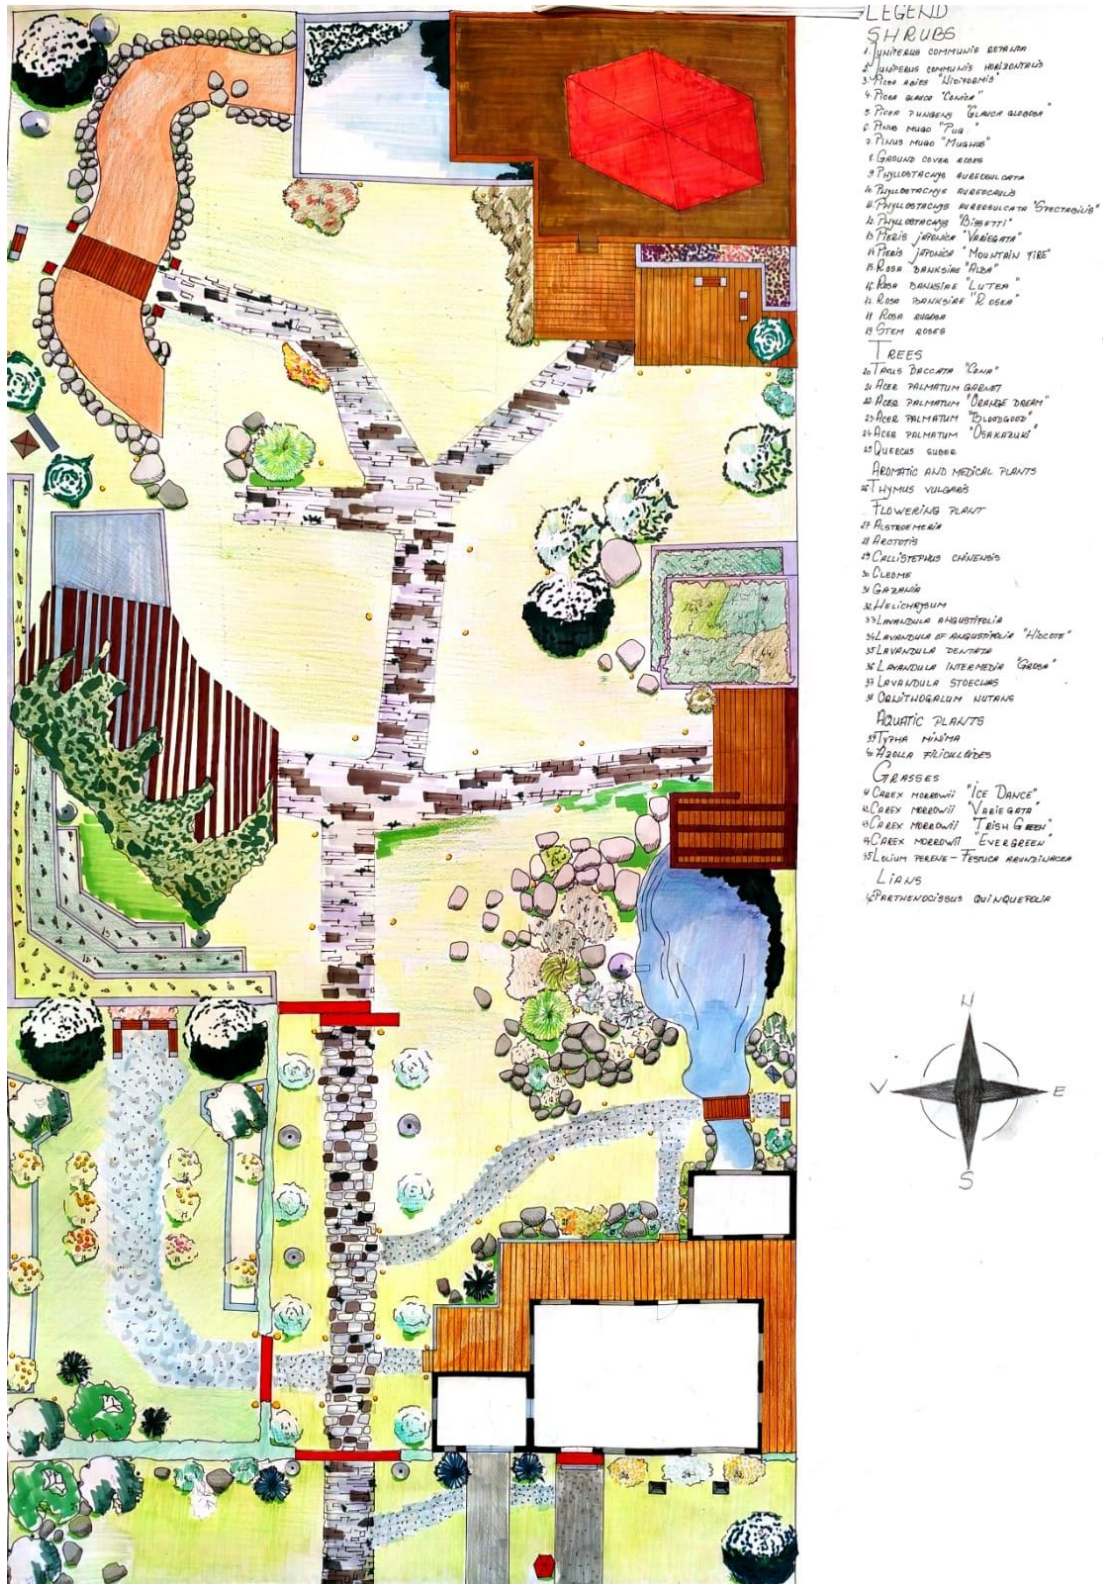 LEGEND
SHRUBS
1. JUNIPERUS COMMUNIS REPANDA
2. JUNIPERUS COMMUNIS HORIZONTALIS
3. PICEA ABIES "NIDIFORMIS"
4. PICEA GLAUCA "CONICA"
5. PICEA PUNGENS "GLAUCA GLOBOSA"
6. PINUS MUGO "PUG"
7. PINUS MUGO "MUGHUS"
8. GROUND COVER ROSES
9. PHYLLOSTACHYS AUREOSULCATA
10. PHYLLOSTACHYS AUREOCAULIS
11. PHYLLOSTACHYS AUREOSULCATA "SPECTABILIS"
12. PHYLLOSTACHYS "BISSETTI"
13. PIERIS JAPONICA "VARIEGATA"
14. PIERIS JAPONICA "MOUNTAIN FIRE"
15. ROSA BANKSIAE "ALBA"
16. ROSA BANKSIAE "LUTEA"
17. ROSA BANKSIAE "ROSEA"
18. ROSA RUGOSA
19. STEM ROSES
TREES
20. TAXUS BACCATA
21. ACER PALMATUM GARNET
22. ACER PALMATUM "ORANGE DREAM"
23. ACER PALMATUM "BLOODGOOD"
24. ACER PALMATUM "OSAKAZUKI"
25. QUERCUS SUBER
AROMATIC AND MEDICAL PLANTS
26. THYMUS VULGARIS
FLOWERING PLANT
27. ALSTROEMERIA
28. ARCTOTIS
29. CALLISTEPHUS CHINENSIS
30. CLEOME
31. GAZANIA
32. HELICHRYSUM
33. LAVANDULA ANGUSTIFOLIA
34. LAVANDULA OF ANGUSTIFOLIA "HIDCOTE"
35. LAVANDULA DENTATA
36. LAVANDULA INTERMEDIA "GROSA"
37. LAVANDULA STOECHAS
38. ORNITHOGALUM NUTANS
AQUATIC PLANTS
39. TYPHA MINIMA
40. AZOLLA FILICULOIDES
GRASSES
41. CAREX MORROWII "ICE DANCE"
42. CAREX MORROWII "VARIEGATA"
43. CAREX MORROWII "IRISH GREEN"
44. CAREX MORROWII "EVERGREEN"
45. LOLIUM PERENE - FESTUCA ARUNDINACEA
LIANS
46. PARTHENOCISSUS QUINQUEFOLIA
N
V E
S